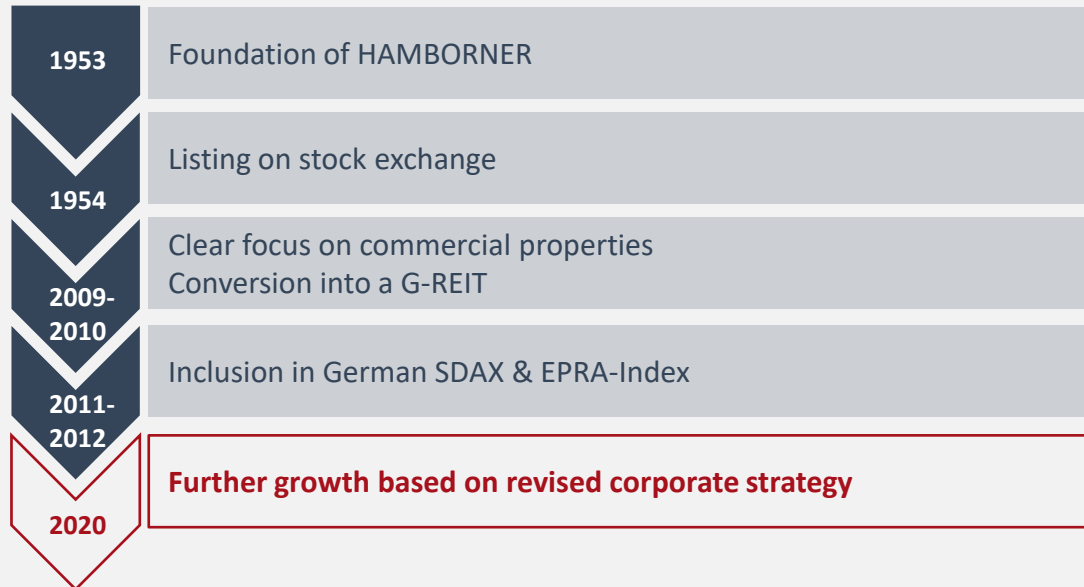 1953
Foundation of HAMBORNER
Listing on stock exchange
1954
Clear focus on commercial properties
Conversion into a G-REIT
2009-
2010
Inclusion in German SDAX & EPRA-Index
2011-
2012
Further growth based on revised corporate strategy
2020